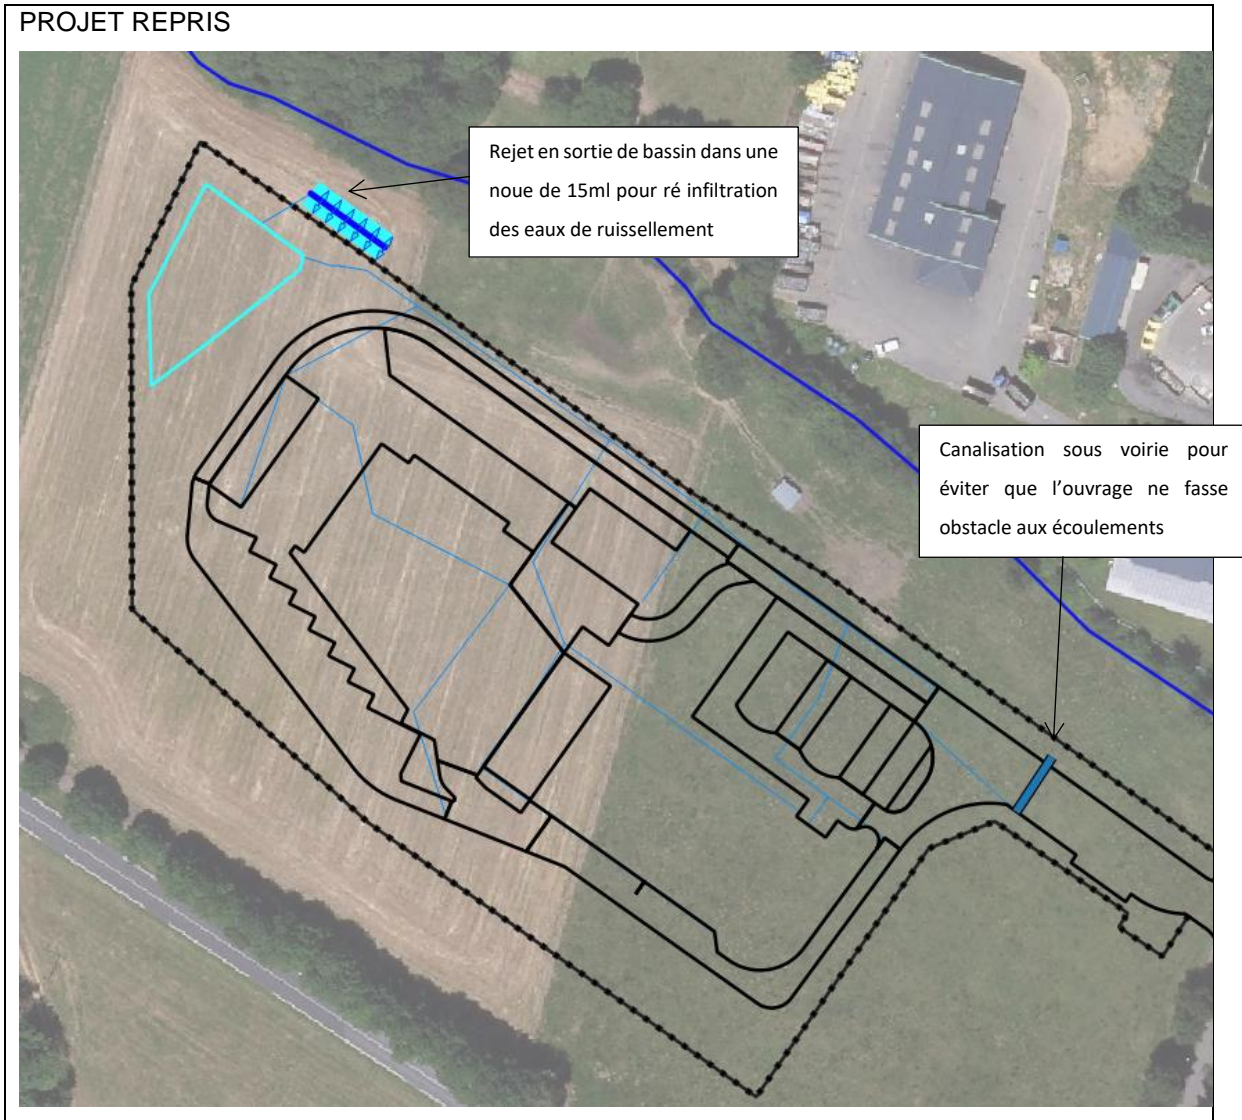 PROJET REPRIS
Rejet en sortie de bassin dans une
noue de 15ml pour ré infiltration
des eaux de ruissellement
Canalisation sous voirie pour
éviter que l’ouvrage ne fasse
obstacle aux écoulements